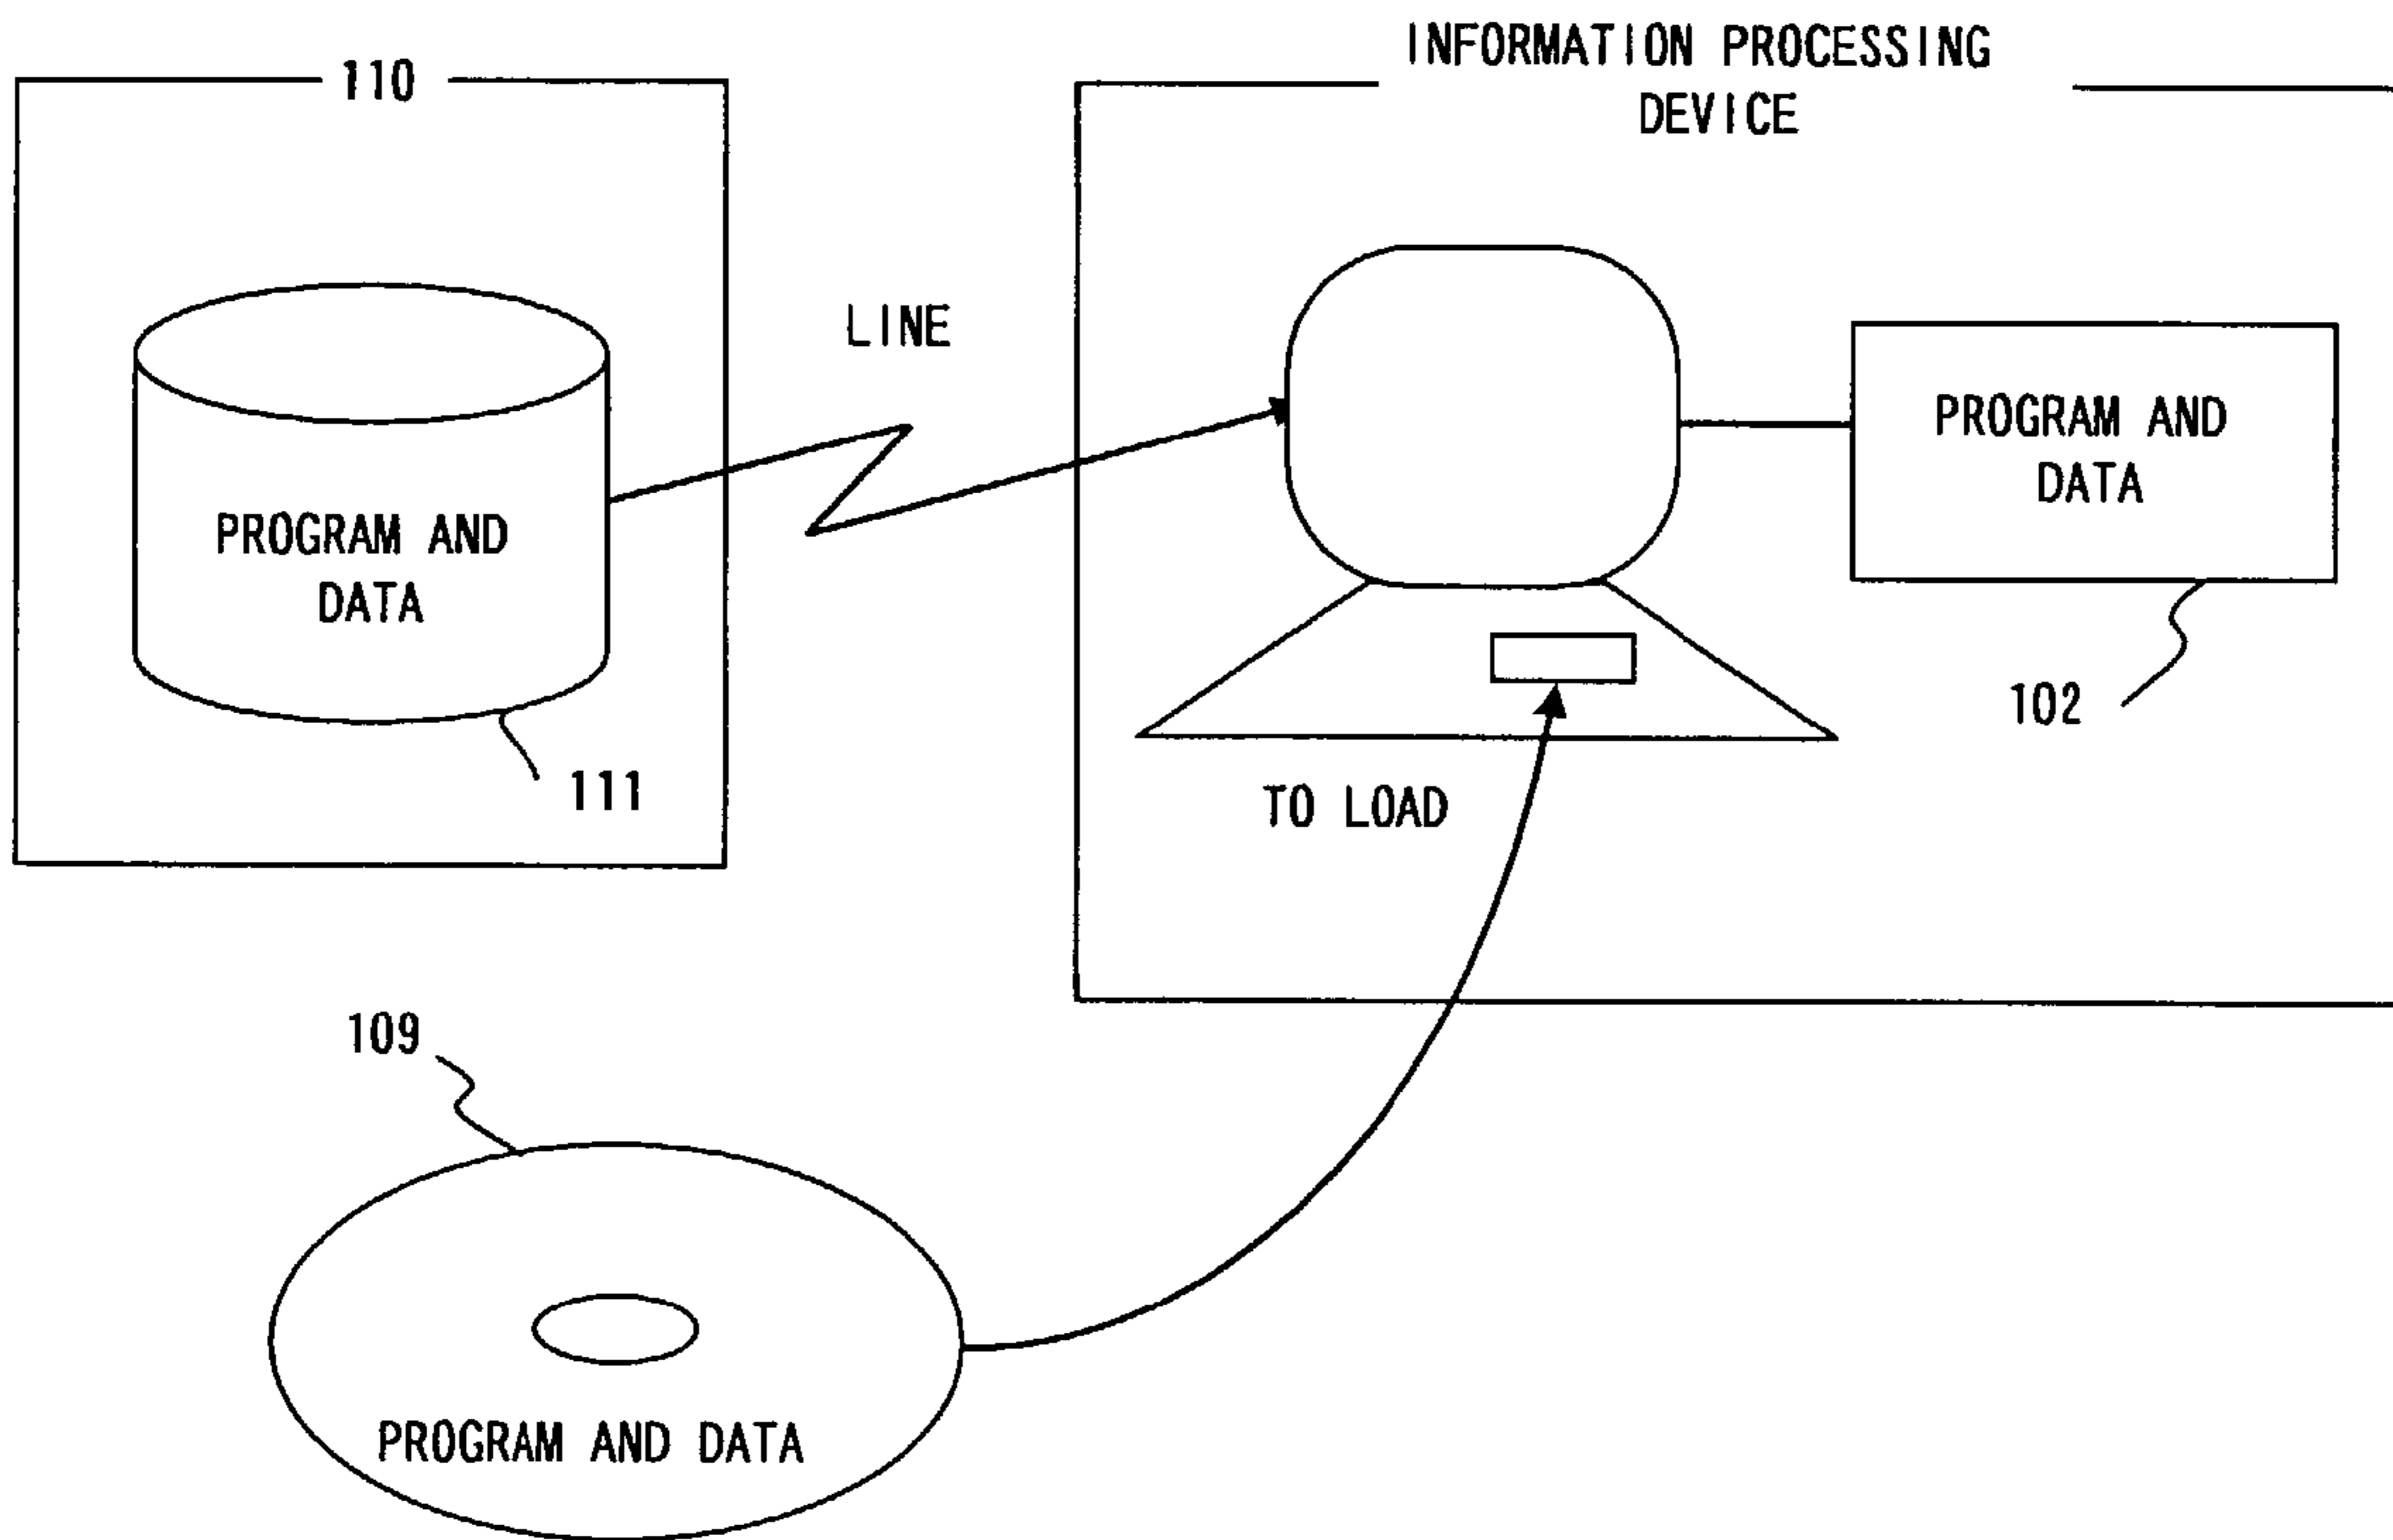 110
PROGRAM AND
DATA
111
LINE
INFORMATION PROCESSING
DEVICE
PROGRAM AND
DATA
102
TO LOAD
109
PROGRAM AND DATA